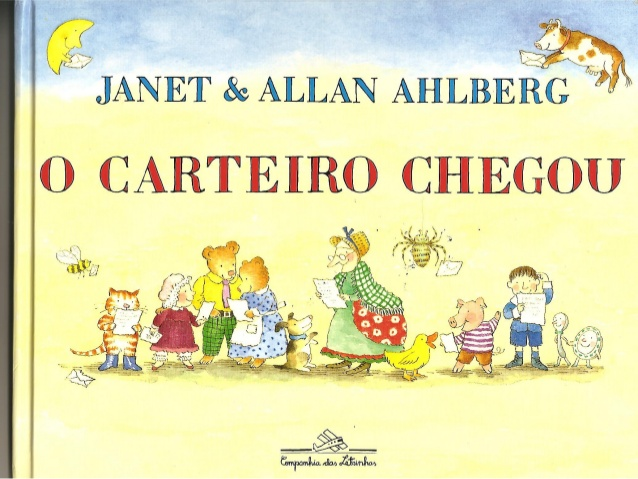 JANET & ALLAN AHLBERG
O CARTEIRO CHEGOU
Companhia das Letrinhas